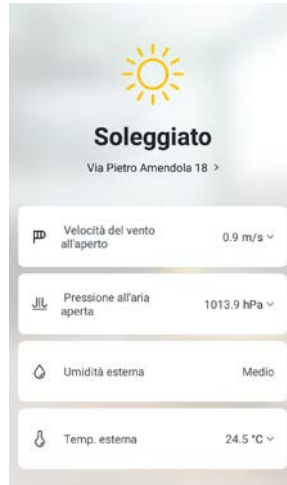 Soleggiato
Via Pietro Amendola 18 >
Velocità del vento
all'aperto
0.9 m/s
Pressione all'aria
aperta
1013.9 hPa
Umidità esterna
Medio
Temp. esterna
24.5 °C